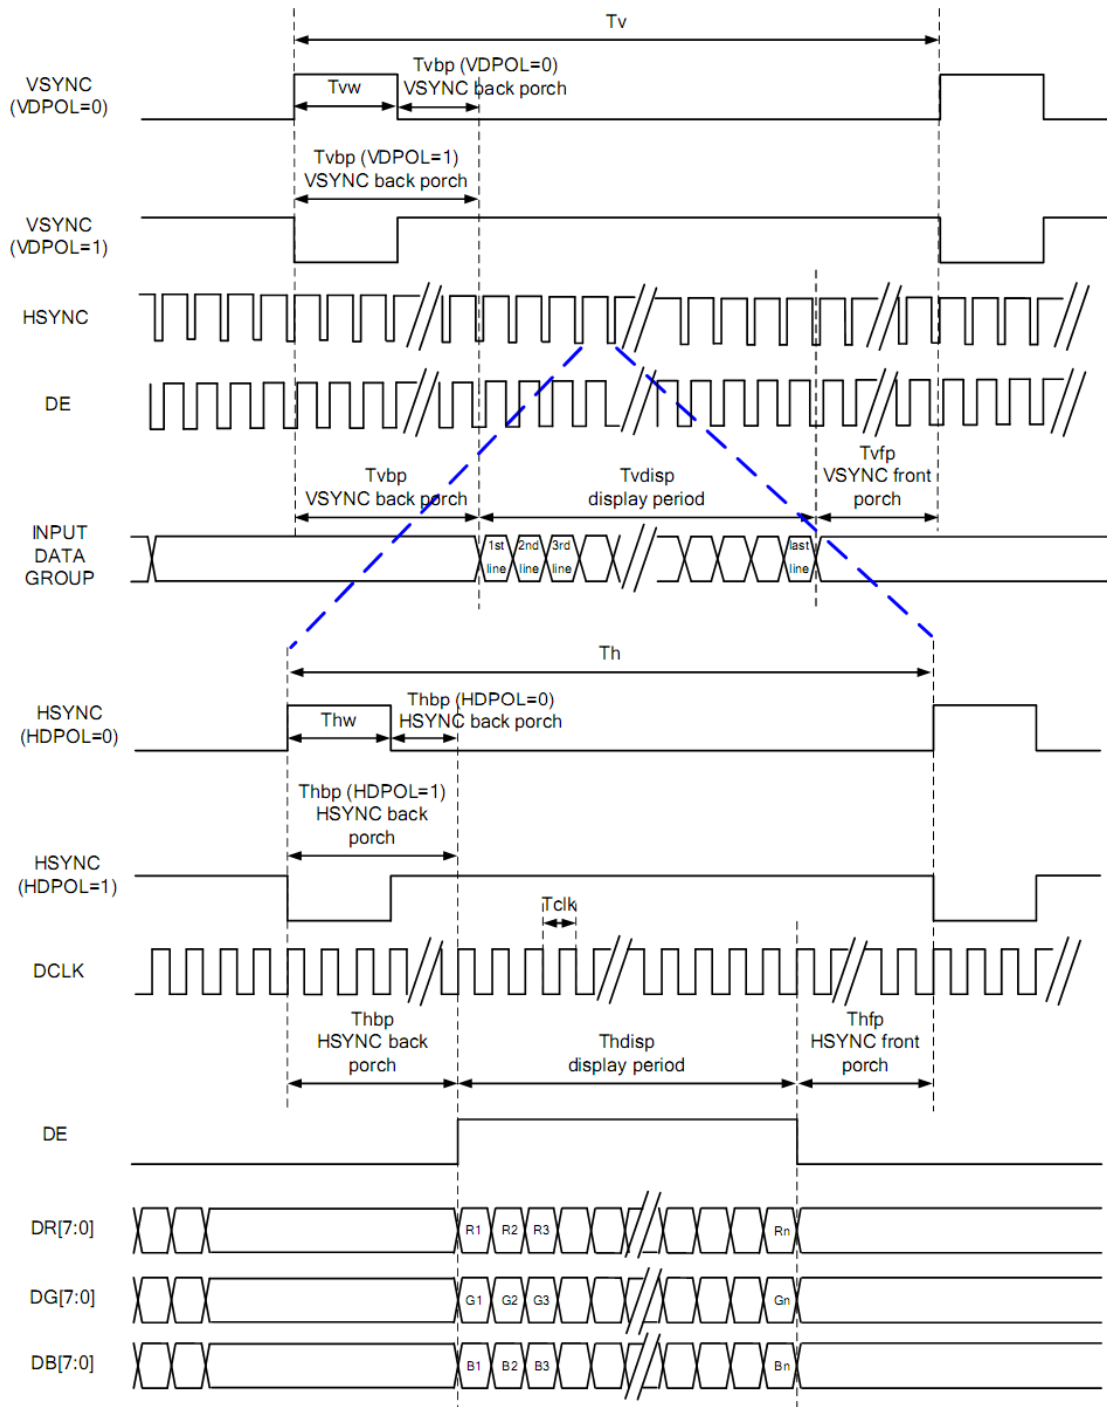 Tv
VSYNC
(VDPOL=0)
Tvw
Tvbp (VDPOL=0)
VSYNC back porch
Tvbp (VDPOL=1)
VSYNC back porch
VSYNC
(VDPOL=1)
HSYNC
DE
Tvbp
VSYNC back porch
Tvdisp
display period
Tvfp
VSYNC front
porch
INPUT
DATA
GROUP
1st
line
2nd
line
3rd
line
last
line
Th
HSYNC
(HDPOL=0)
Thw
Thbp (HDPOL=0)
HSYNC back porch
Thbp (HDPOL=1)
HSYNC back
porch
HSYNC
(HDPOL=1)
Tclk
DCLK
Thbp
HSYNC back
porch
Thdisp
display period
Thfp
HSYNC front
porch
DE
DR[7:0]
R1 R2 R3 Rn
DG[7:0]
G1 G2 G3 Gn
DB[7:0]
B1 B2 B3 Bn